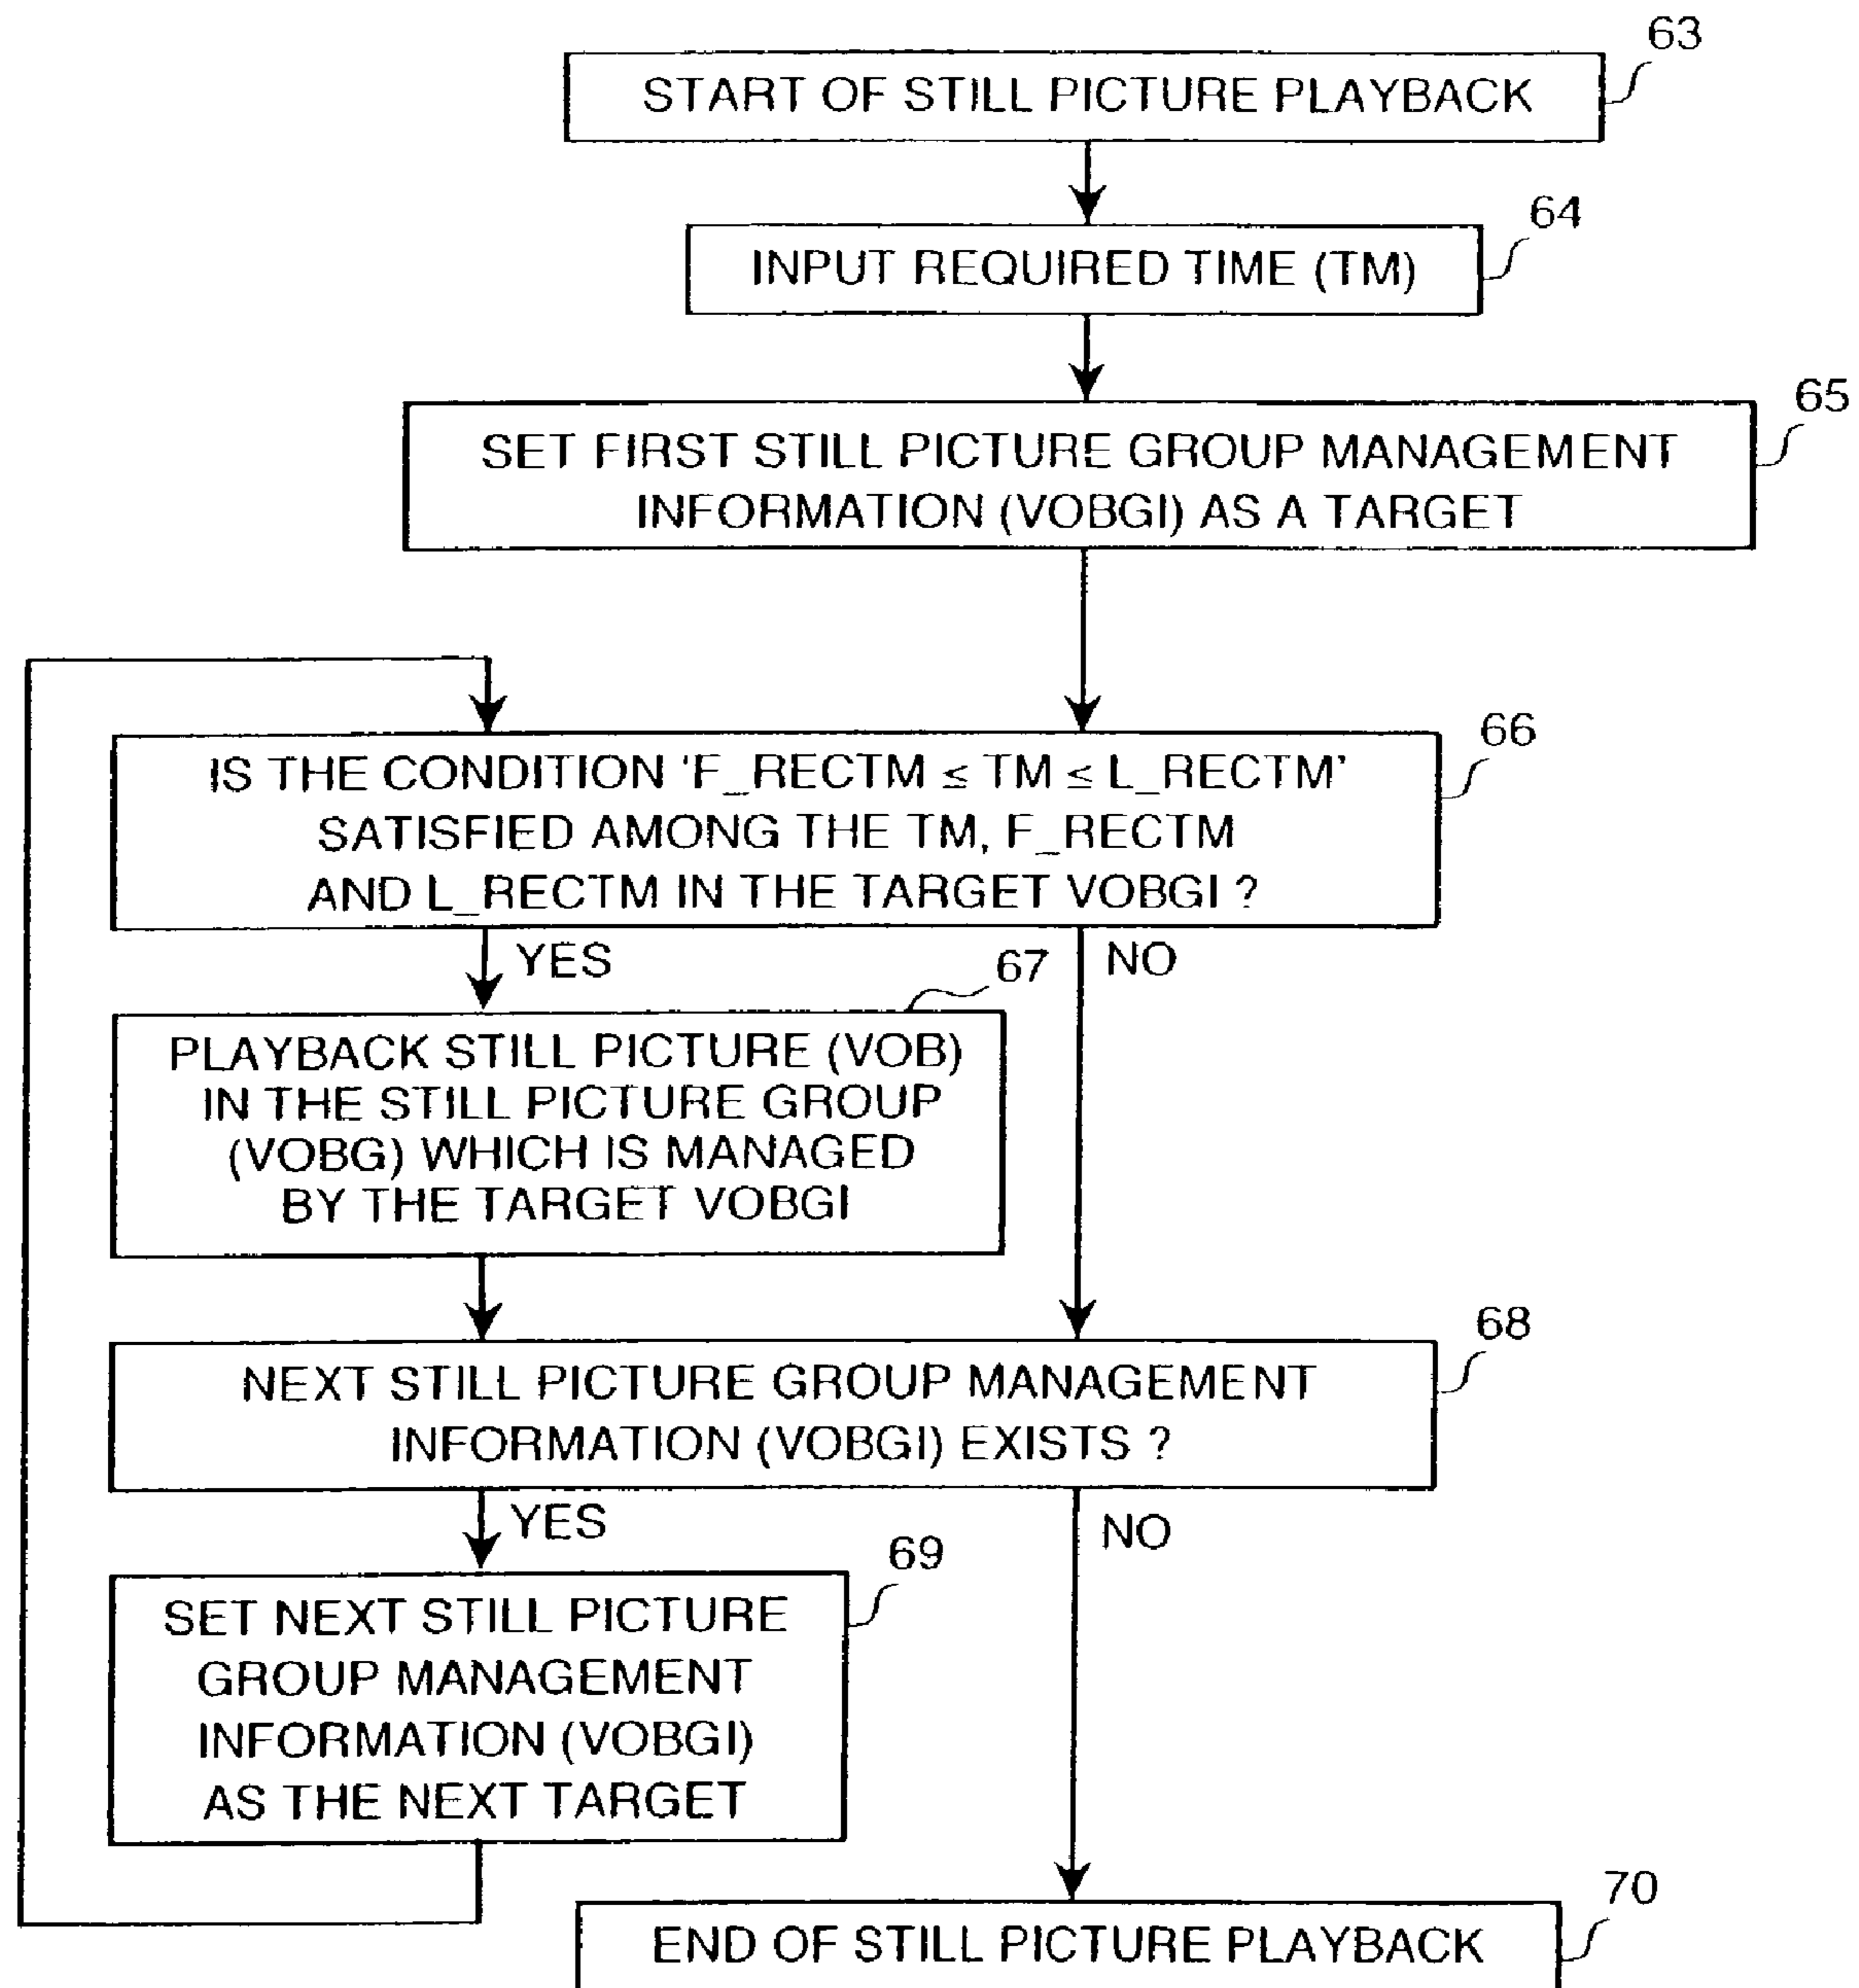 63
START OF STILL PICTURE PLAYBACK
64
INPUT REQUIRED TIME (TM)
65
SET FIRST STILL PICTURE GROUP MANAGEMENT
INFORMATION (VOBGI) AS A TARGET
66
IS THE CONDITION 'F_RECTM ≤ TM ≤ L_RECTM'
SATISFIED AMONG THE TM, F_RECTM
AND L_RECTM IN THE TARGET VOBGI ?
YES
NO
67
PLAYBACK STILL PICTURE (VOB)
IN THE STILL PICTURE GROUP
(VOBG) WHICH IS MANAGED
BY THE TARGET VOBGI
68
NEXT STILL PICTURE GROUP MANAGEMENT
INFORMATION (VOBGI) EXISTS ?
YES
NO
69
SET NEXT STILL PICTURE
GROUP MANAGEMENT
INFORMATION (VOBGI)
AS THE NEXT TARGET
70
END OF STILL PICTURE PLAYBACK